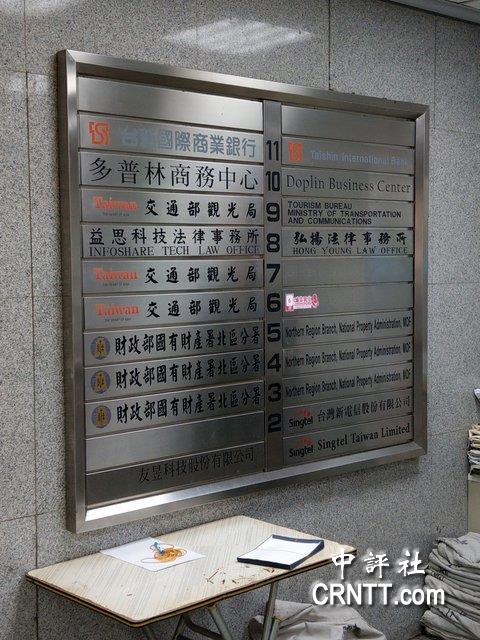 台新國際商業銀行 11 Taishin International Bank
多普林商務中心 10 Doplin Business Center
Taiwan 交通部觀光局 9 TOURISM BUREAU
MINISTRY OF TRANSPORTATION
AND COMMUNICATIONS
益思科技法律事務所 8 弘揚法律事務所
INFOSHARE TECH LAW OFFICE HONG YOUNG LAW OFFICE
Taiwan 交通部觀光局 7
Taiwan 交通部觀光局 6
財政部國有財產署北區分署 5 Northern Region Branch, National Property Administration, MOF
財政部國有財產署北區分署 4 Northern Region Branch, National Property Administration, MOF
財政部國有財產署北區分署 3 Northern Region Branch, National Property Administration, MOF
2 Singtel 台灣新電信股份有限公司
友昱科技股份有限公司 Singtel Singtel Taiwan Limited
中評社
CRNTT.com